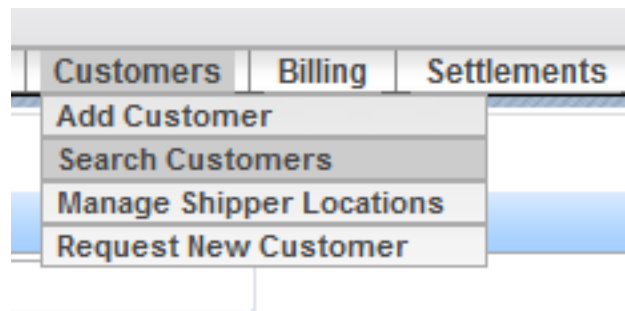 Customers Billing Settlements
Add Customer
Search Customers
Manage Shipper Locations
Request New Customer